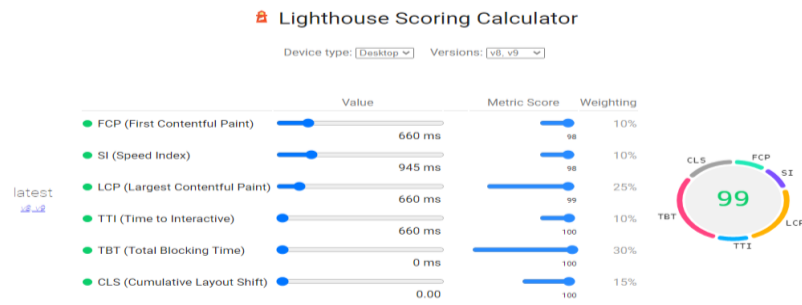 Lighthouse Scoring Calculator
Device type: Desktop Versions: v8, v9
Value Metric Score Weighting
FCP (First Contentful Paint) 10%
660 ms 98
SI (Speed Index) 10%
945 ms 98
latest
v8, v9
LCP (Largest Contentful Paint) 25%
660 ms 99
TTI (Time to Interactive) 10%
660 ms 100
TBT (Total Blocking Time) 30%
0 ms 100
CLS (Cumulative Layout Shift) 15%
0.00 100
CLS FCP
SI
99
TBT LCP
TTI